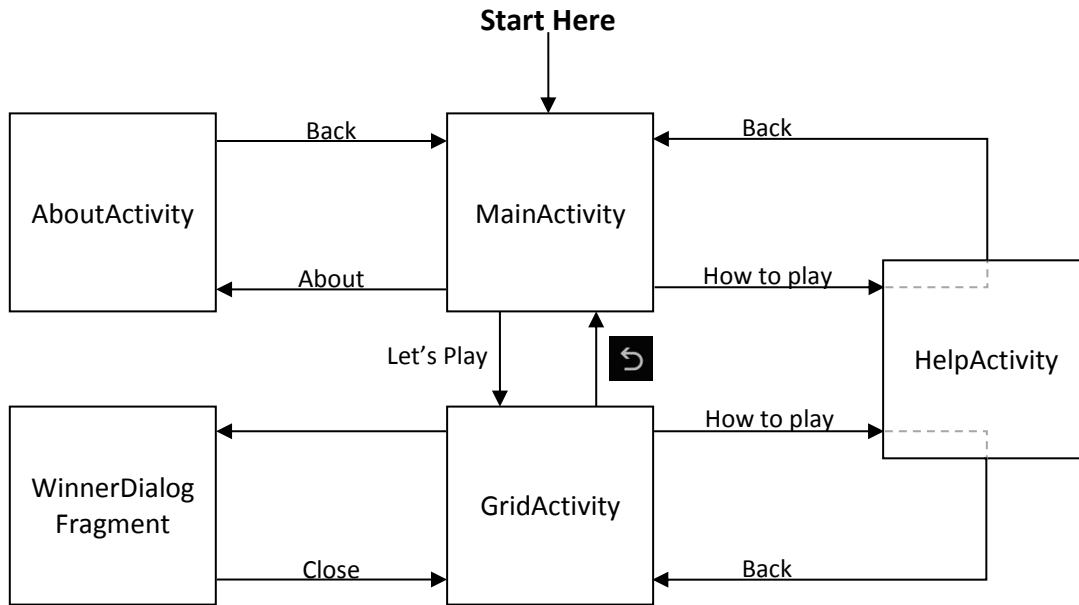 Start Here
Back
Back
AboutActivity
MainActivity
About
How to play
Let’s Play
HelpActivity
How to play
WinnerDialog
Fragment
GridActivity
Close
Back